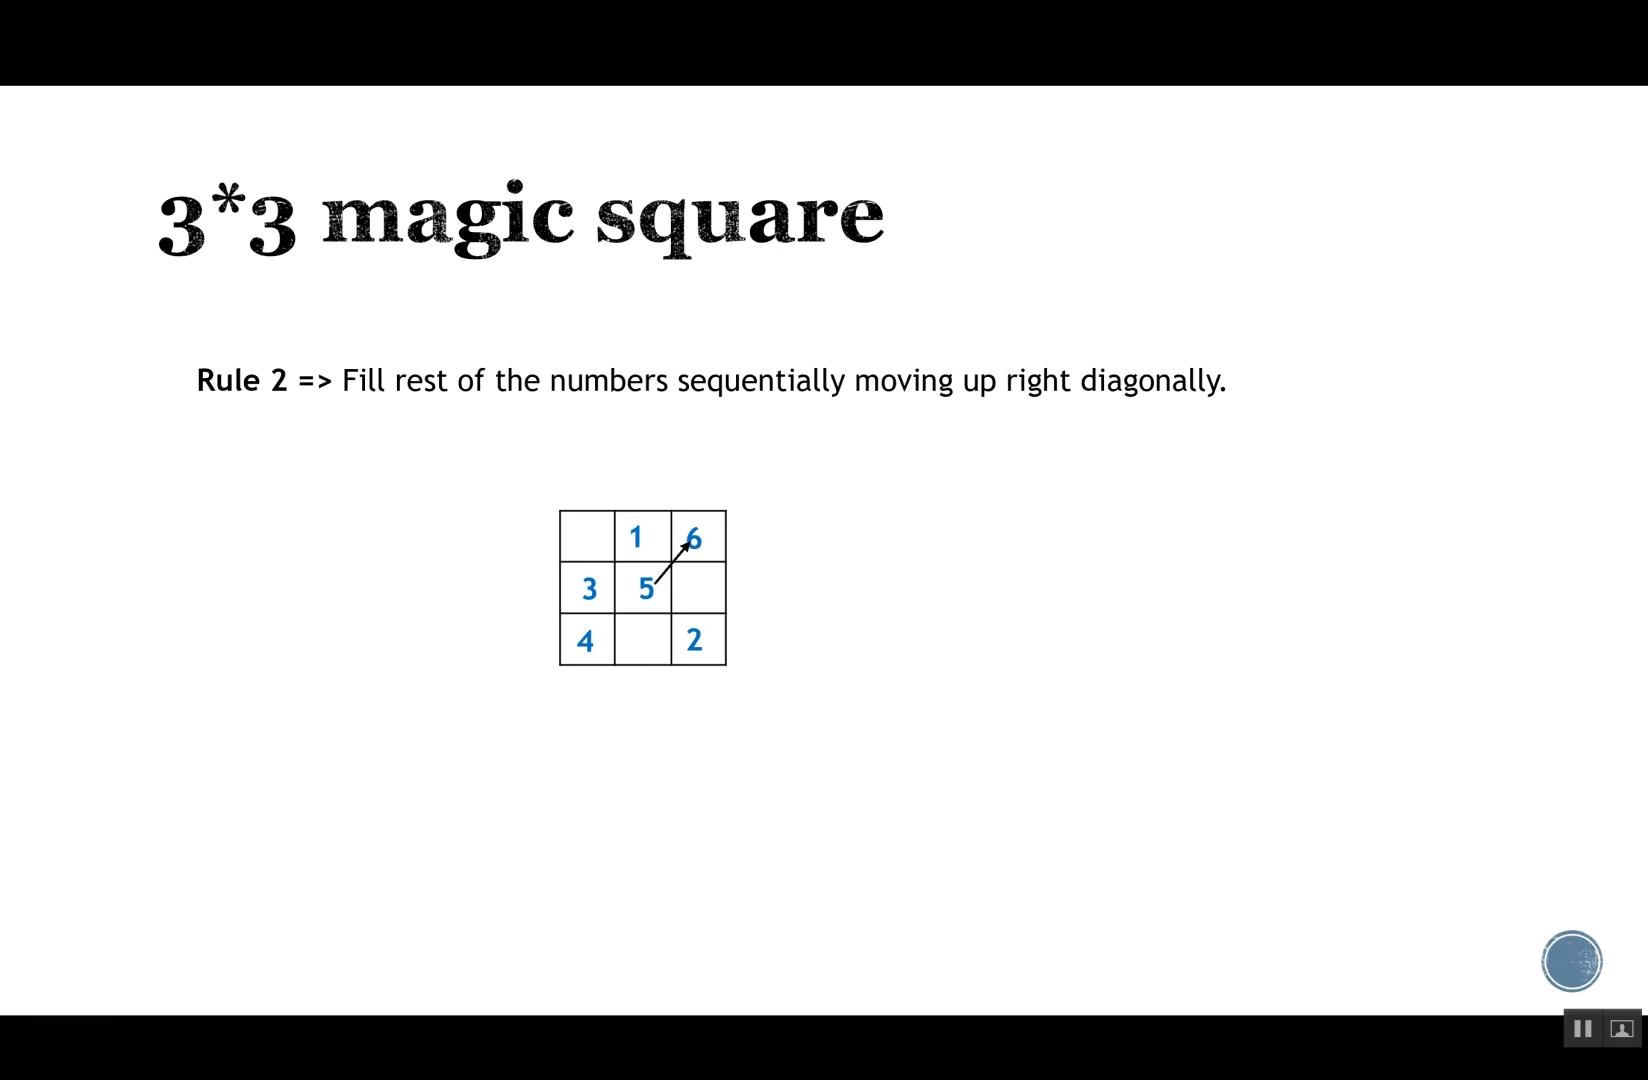 3*3 magic square
Rule 2 => Fill rest of the numbers sequentially moving up right diagonally.
1 6
3 5
4 2